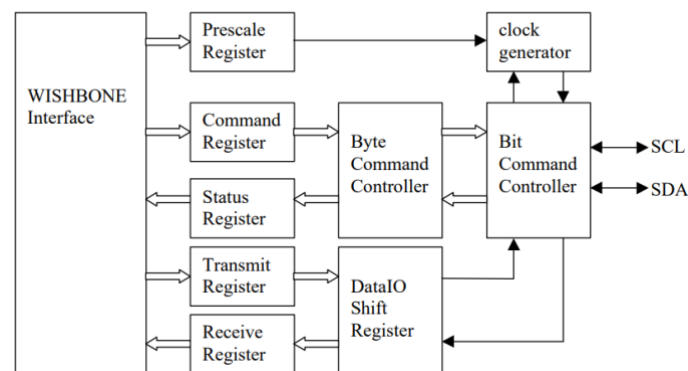 Prescale
Register
clock
generator
WISHBONE
Interface
Command
Register
Byte
Command
Controller
Bit
Command
Controller
SCL
SDA
Status
Register
Transmit
Register
DataIO
Shift
Register
Receive
Register